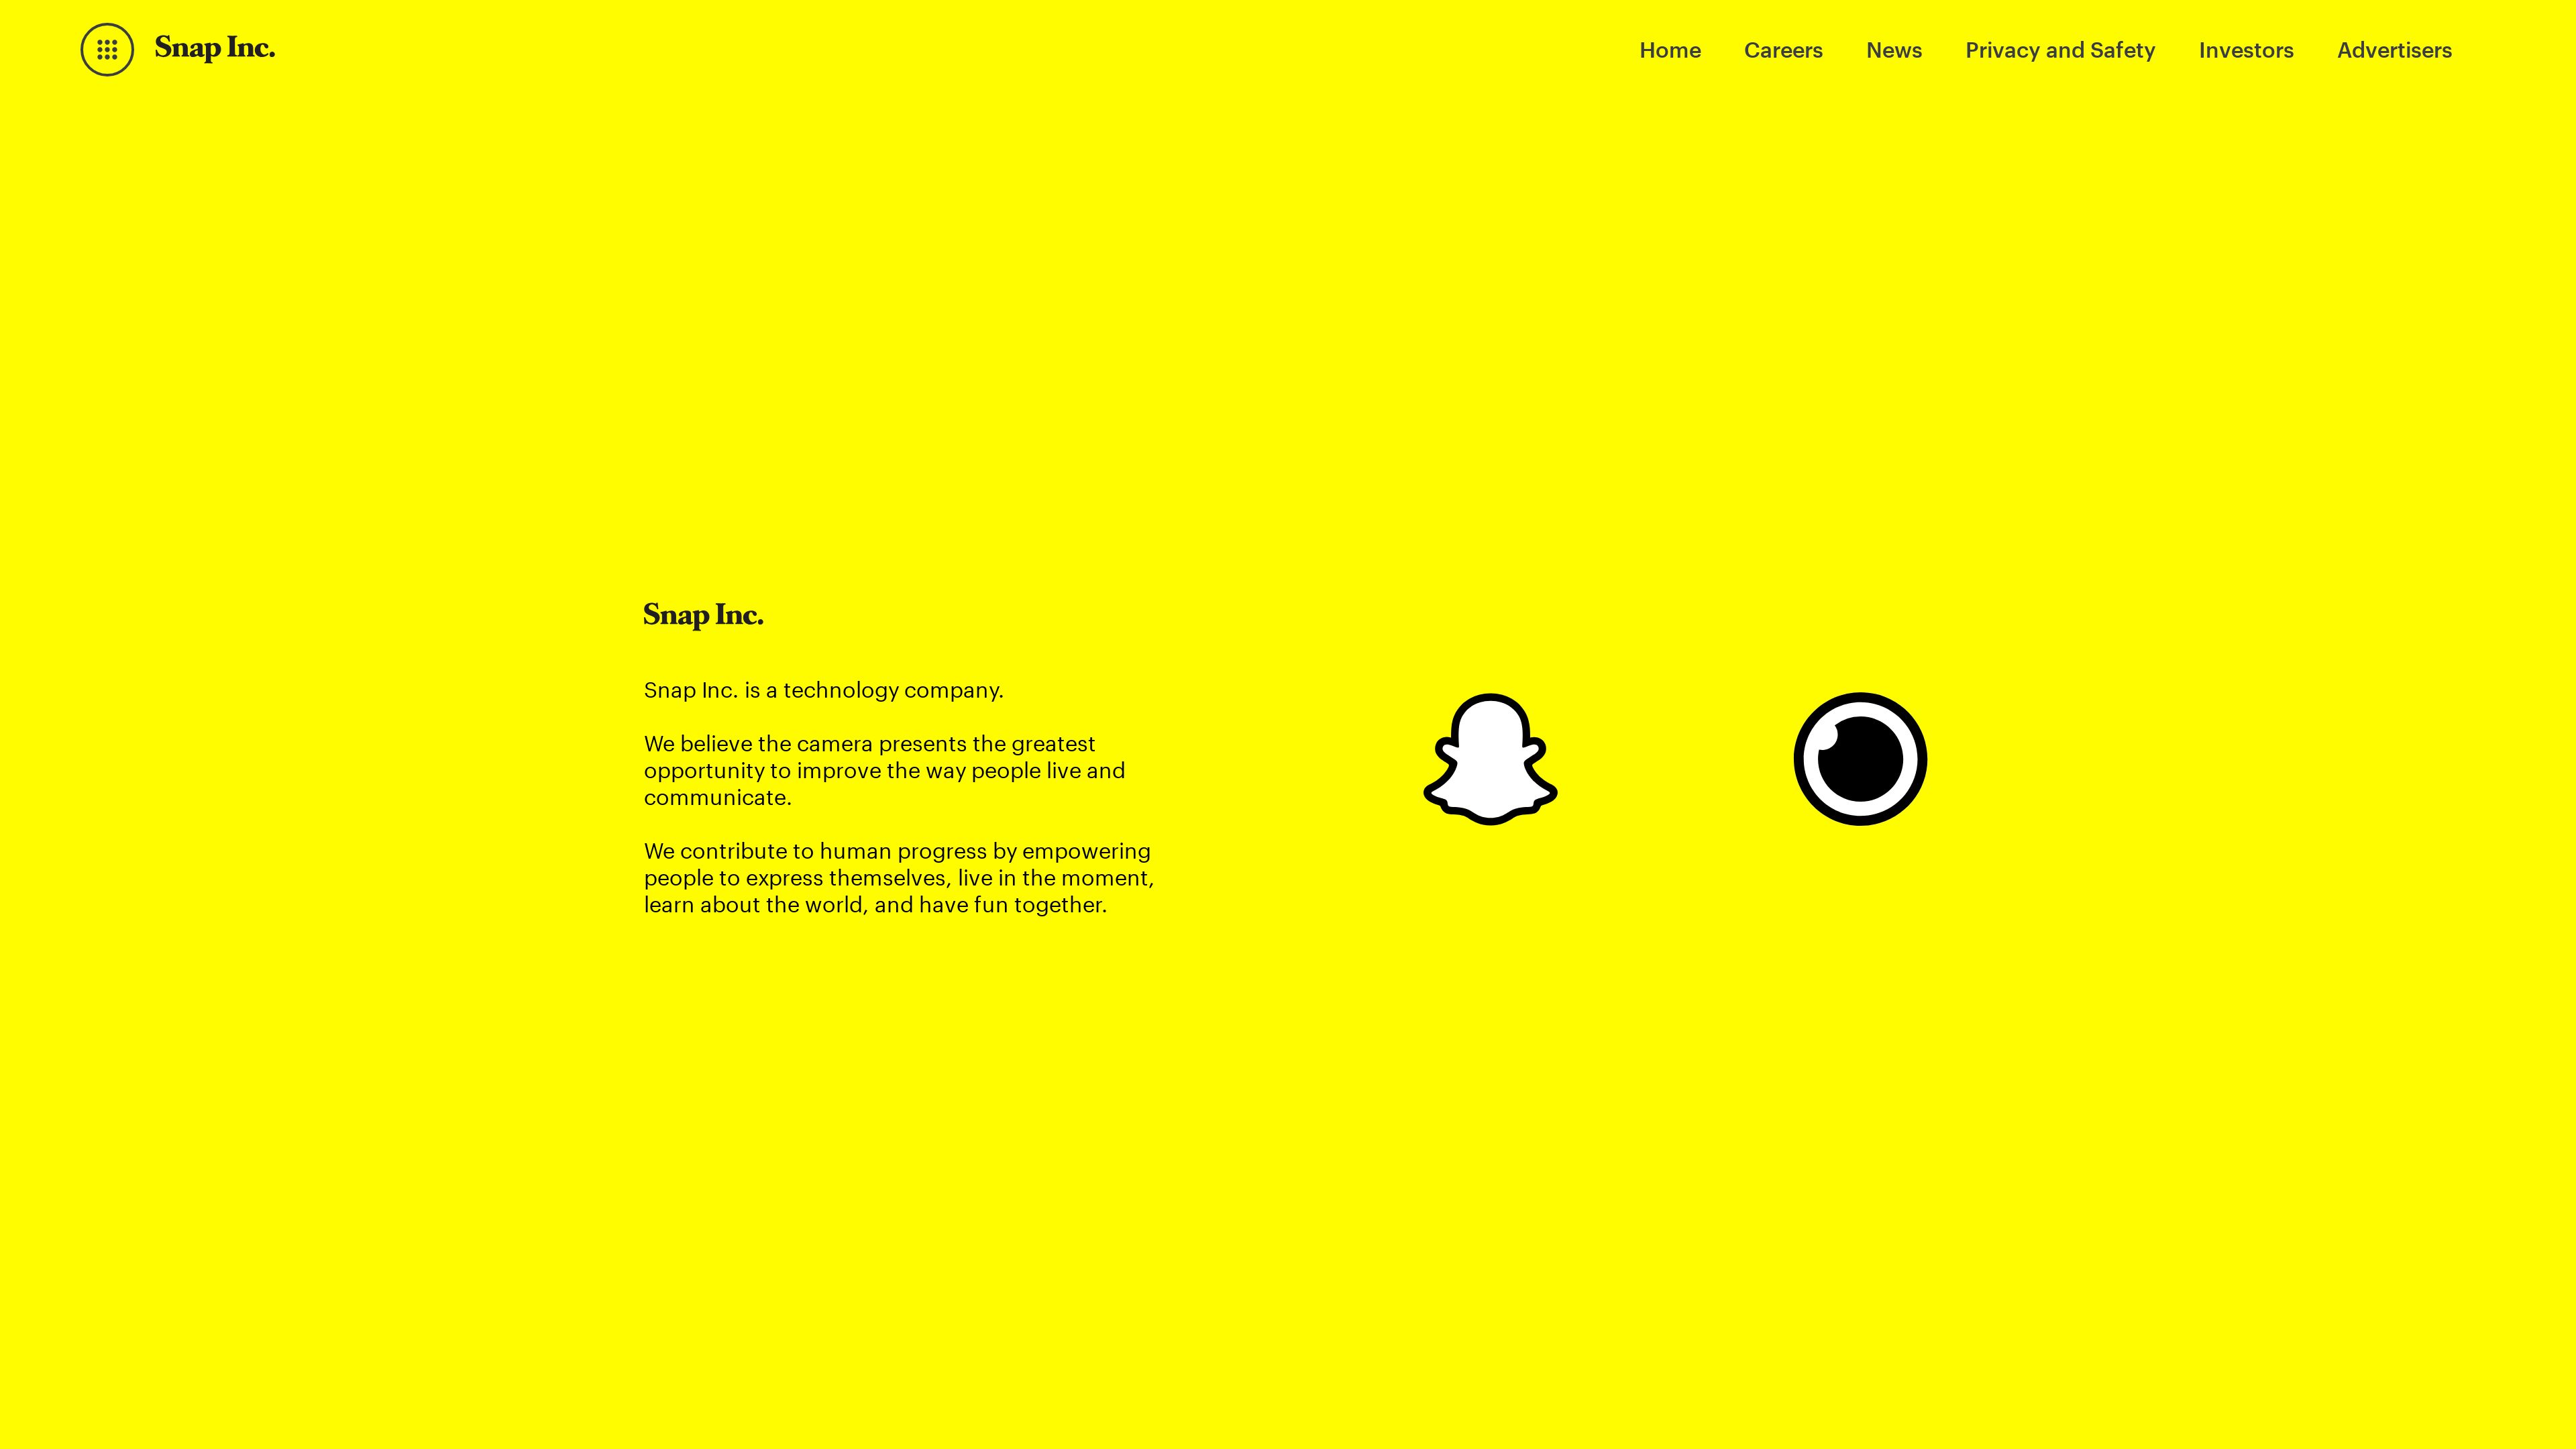 Snap Inc.
Home
Careers
News
Privacy and Safety
Investors
Advertisers
Snap Inc.
Snap Inc. is a technology company.
We believe the camera presents the greatest
opportunity to improve the way people live and
communicate.
We contribute to human progress by empowering
people to express themselves, live in the moment,
learn about the world, and have fun together.